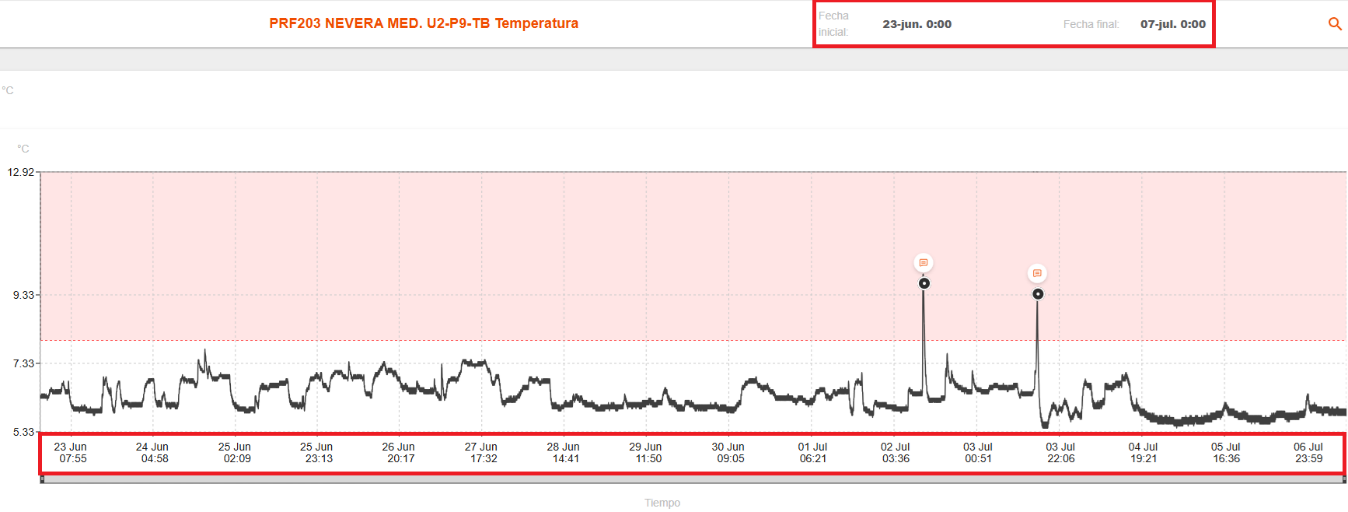 PRF203 NEVERA MED. U2-P9-TB Temperatura
Fecha inicial:
23-jun. 0:00
Fecha final:
07-jul. 0:00
°C
°C
12.92
9.33
7.33
5.33
23 Jun 24 Jun 25 Jun 25 Jun 26 Jun 27 Jun 28 Jun 29 Jun 30 Jun 01 Jul 02 Jul 03 Jul 03 Jul 04 Jul 05 Jul 06 Jul
07:55 04:58 02:09 23:13 20:17 17:32 14:41 11:50 09:05 06:21 03:36 00:51 22:06 19:21 16:36 23:59
Tiempo